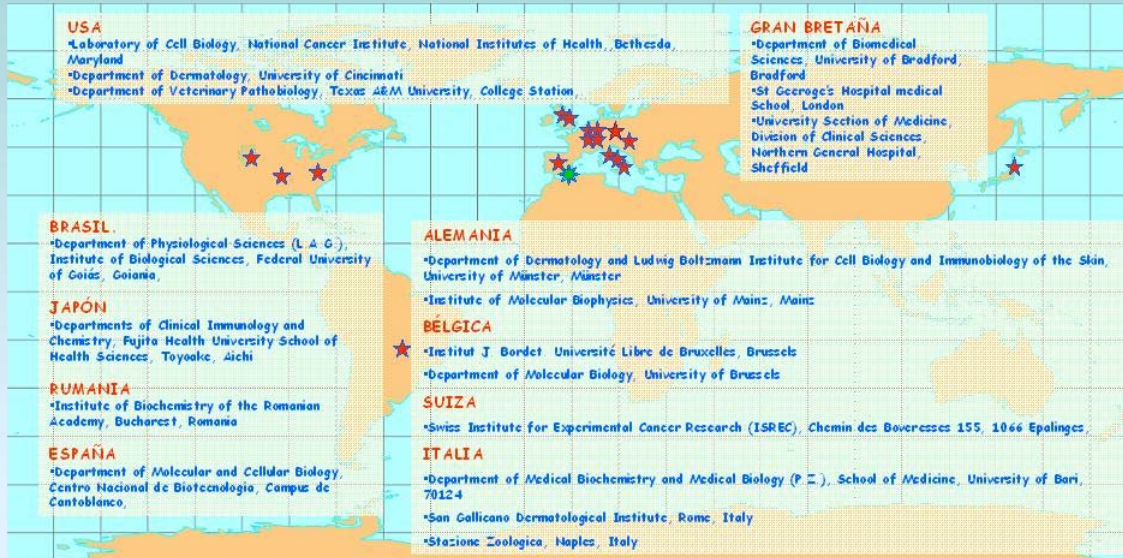 USA
•Laboratory of Cell Biology, National Cancer Institute, National Institutes of Health, Bethesda,
Maryland
•Department of Dermatology, University of Cincinnati
•Department of Veterinary Pathobiology, Texas A&M University, College Station,
GRAN BRETAÑA
•Department of Biomedical
Sciences, University of Bradford,
Bradford
•St Geeroge's Hospital medical
School, London
•University Section of Medicine,
Division of Clinical Sciences,
Northern General Hospital,
Sheffield
BRASIL.
•Department of Physiological Sciences (L.A.G.),
Institute of Biological Sciences, Federal University
of Goiás, Goiania,
JAPÓN
•Departments of Clinical Immunology and
Chemistry, Fujita Health University School of
Health Sciences, Toyoake, Aichi
RUMANIA
•Institute of Biochemistry of the Romanian
Academy, Bucharest, Romania
ESPAÑA
•Department of Molecular and Cellular Biology,
Centro Nacional de Biotecnologia, Campus de
Cantoblanco,
ALEMANIA
•Department of Dermatology and Ludwig Boltzmann Institute for Cell Biology and Immunobiology of the Skin,
University of Münster, Münster
•Institute of Molecular Biophysics, University of Mainz, Mainz
BÉLGICA
•Institut J. Bordet. Université Libre de Bruxelles, Brussels
•Department of Molecular Biology, University of Brussels
SUIZA
•Swiss Institute for Experimental Cancer Research (ISREC), Chemin des Boveresses 155, 1066 Epalinges,
ITALIA
•Department of Medical Biochemistry and Medical Biology (P.Z.), School of Medicine, University of Bari,
70124
•San Gallicano Dermatological Institute, Rome, Italy
•Stazione Zoologica, Naples, Italy